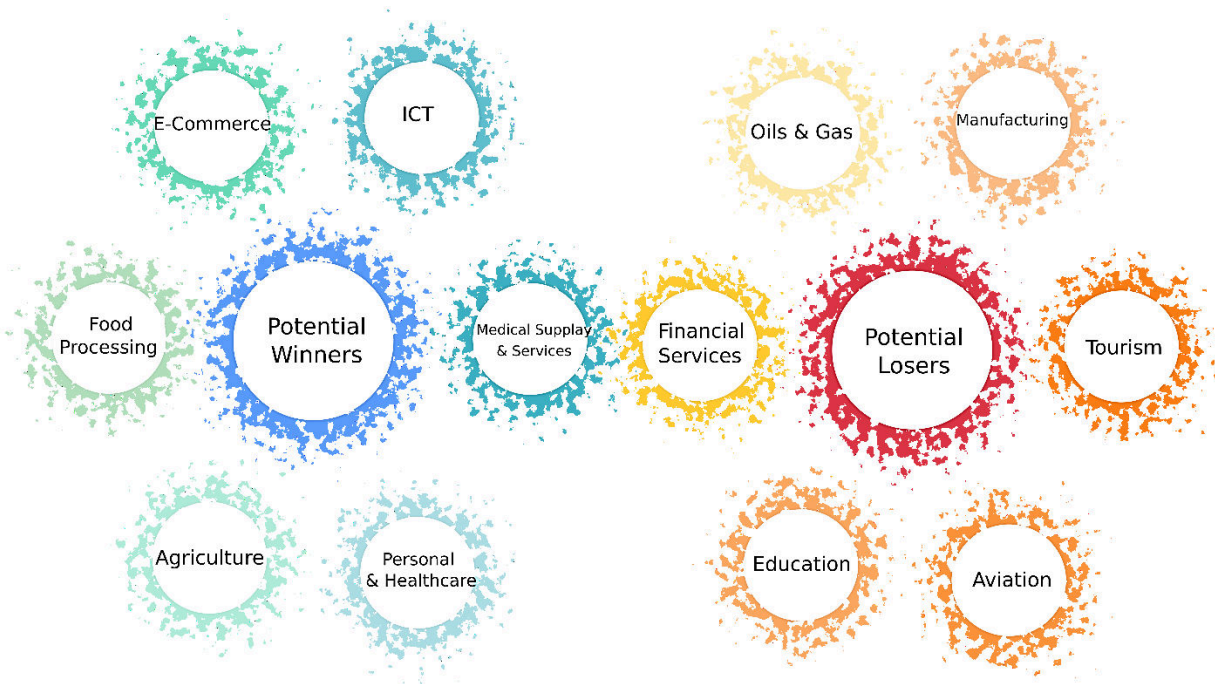 E-Commerce
ICT
Oils & Gas
Manufacturing
Food
Processing
Potential
Winners
Medical Supplay
& Services
Financial
Services
Potential
Losers
Tourism
Agriculture
Personal
& Healthcare
Education
Aviation